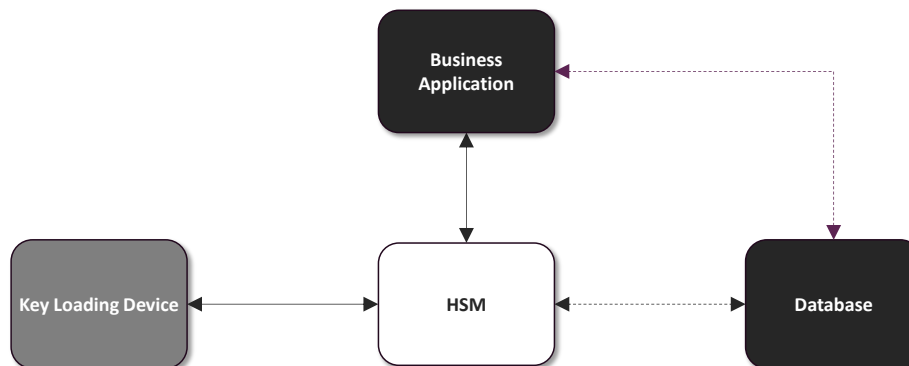 Business
Application
Key Loading Device
HSM
Database